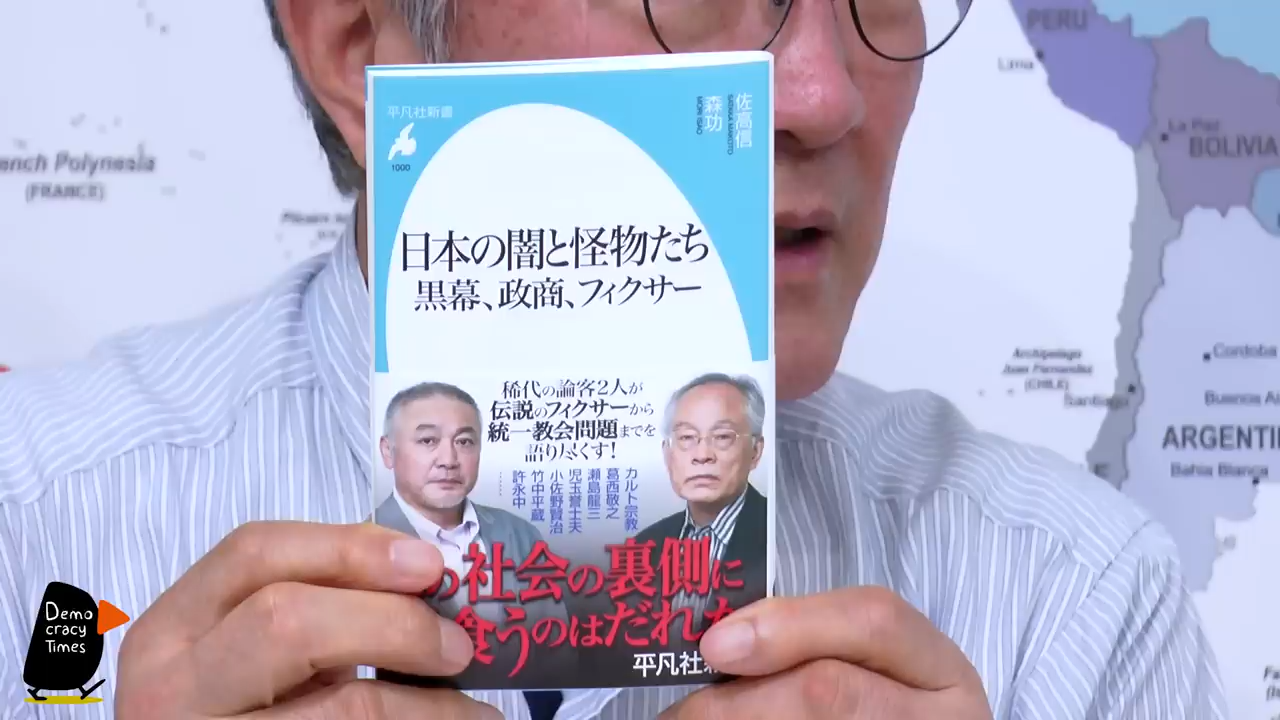 平凡社新書
1000
佐高信
SATAKA MAKOTO
森功
MORI ISAO
日本の闇と怪物たち
黒幕、政商、フィクサー
稀代の論客2人が
伝説のフィクサーから
統一教会問題までを
語り尽くす!
カルト宗教
葛西敬之
瀬島龍三
児玉誉士夫
小佐野賢治
竹中平蔵
許永中
……
社会の裏側に
食うのはだれ
平凡社
Demo
cracy
Times
PERU
Lima
La Paz
BOLIVIA
French Polynesia
(FRANCE)
Archipielago
Juan Fernandez
(CHILE)
Santiago
Cordoba
Buenos
ARGENTI
Bahia Blanca